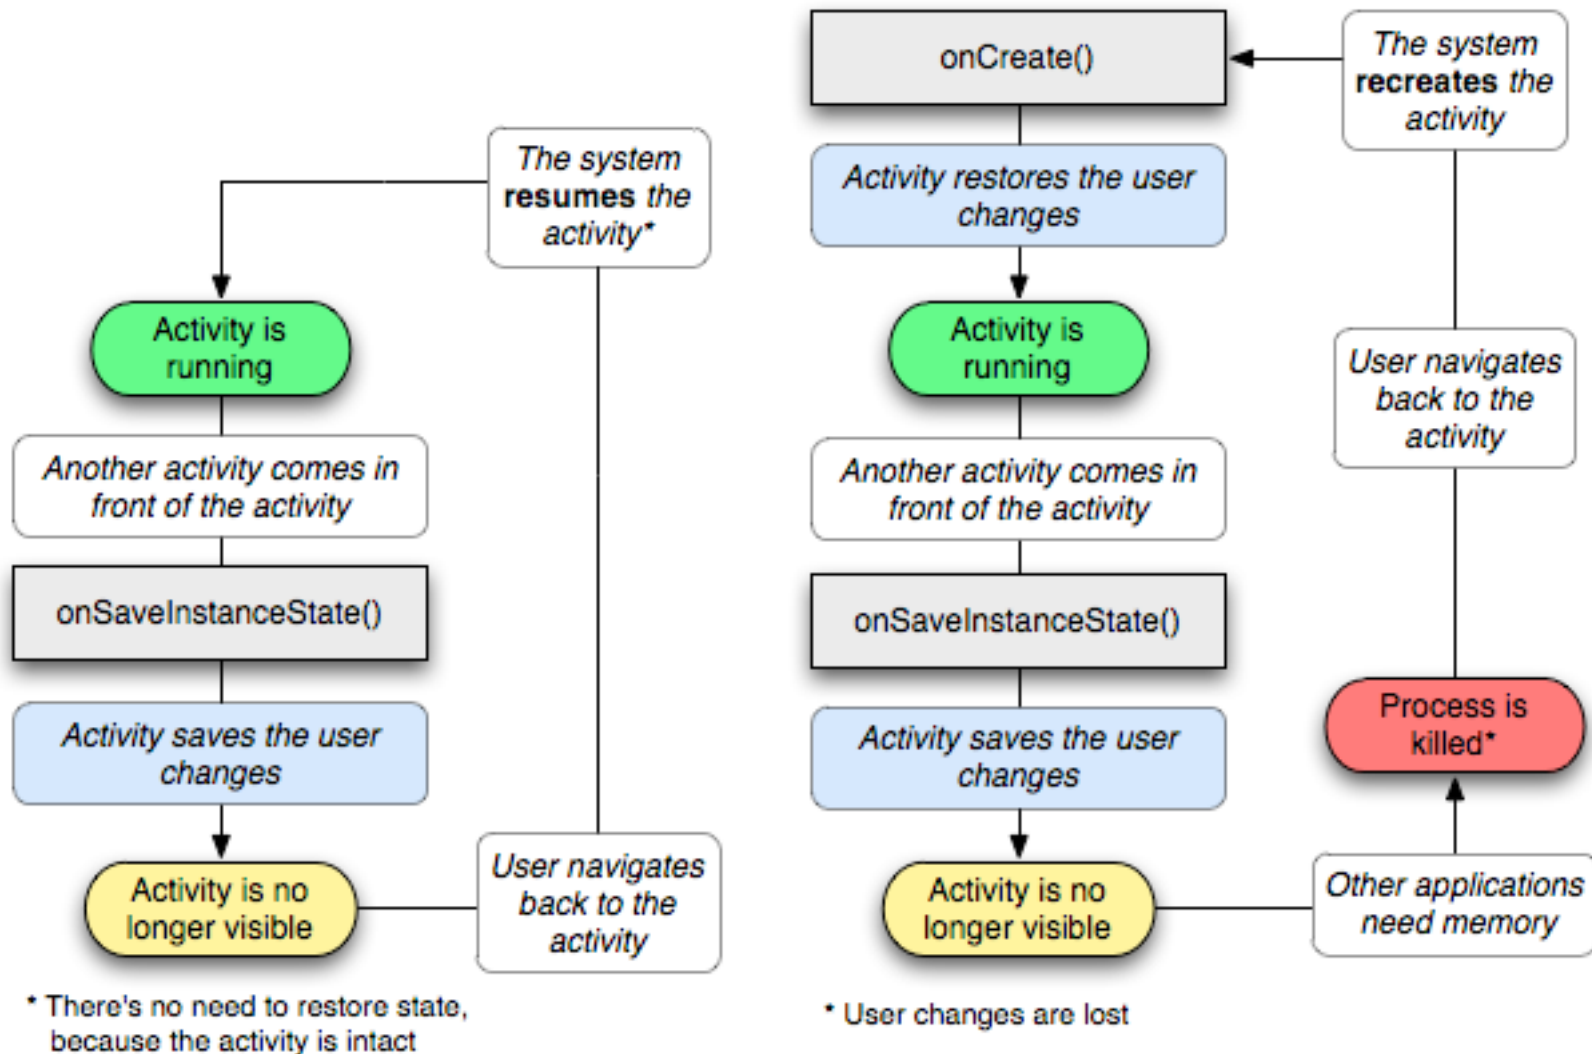 The system
resumes the
activity*
Activity is
running
Another activity comes in
front of the activity
onSaveInstanceState()
Activity saves the user
changes
Activity is no
longer visible
User navigates
back to the
activity
* There's no need to restore state,
because the activity is intact
onCreate()
Activity restores the user
changes
Activity is
running
Another activity comes in
front of the activity
onSaveInstanceState()
Activity saves the user
changes
Activity is no
longer visible
Other applications
need memory
Process is
killed*
User navigates
back to the
activity
The system
recreates the
activity
* User changes are lost